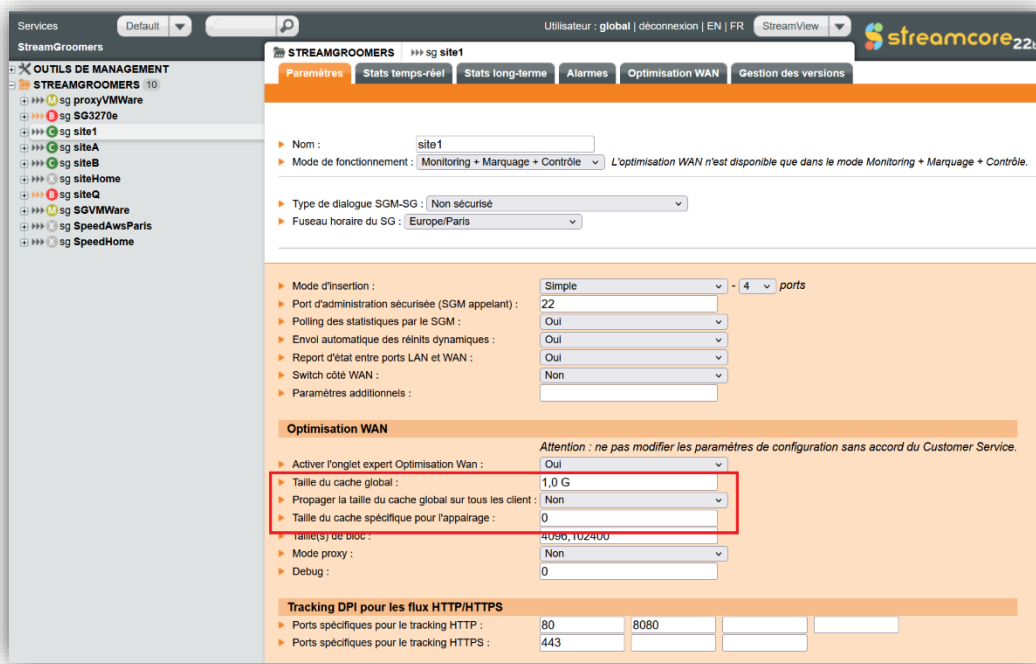 Services Default Utilisateur : global | déconnexion | EN | FR StreamView streamcore
StreamGroomers
OUTILS DE MANAGEMENT
STREAMGROOMERS 10
M sg proxyVMWare
B sg SG3270e
C sg site1
C sg siteA
C sg siteB
X sg siteHome
B sg siteQ
M sg SGVMWare
X sg SpeedAwsParis
X sg SpeedHome
STREAMGROOMERS sg site1
Paramètres Stats temps-réel Stats long-terme Alarmes Optimisation WAN Gestion des versions
Nom : site1
Mode de fonctionnement : Monitoring + Marquage + Contrôle L'optimisation WAN n'est disponible que dans le mode Monitoring + Marquage + Contrôle.
Type de dialogue SGM-SG : Non sécurisé
Fuseau horaire du SG : Europe/Paris
Mode d'insertion : Simple - 4 ports
Port d'administration sécurisée (SGM appelant) : 22
Polling des statistiques par le SGM : Oui
Envoi automatique des réinits dynamiques : Oui
Report d'état entre ports LAN et WAN : Oui
Switch côté WAN : Non
Paramètres additionnels :
Optimisation WAN
Attention : ne pas modifier les paramètres de configuration sans accord du Customer Service.
Activer l'onglet expert Optimisation Wan : Oui
Taille du cache global : 1,0 G
Propager la taille du cache global sur tous les client : Non
Taille du cache spécifique pour l'appairage : 0
Taille(s) de bloc : 4096,102400
Mode proxy : Non
Debug : 0
Tracking DPI pour les flux HTTP/HTTPS
Ports spécifiques pour le tracking HTTP : 80 8080
Ports spécifiques pour le tracking HTTPS : 443